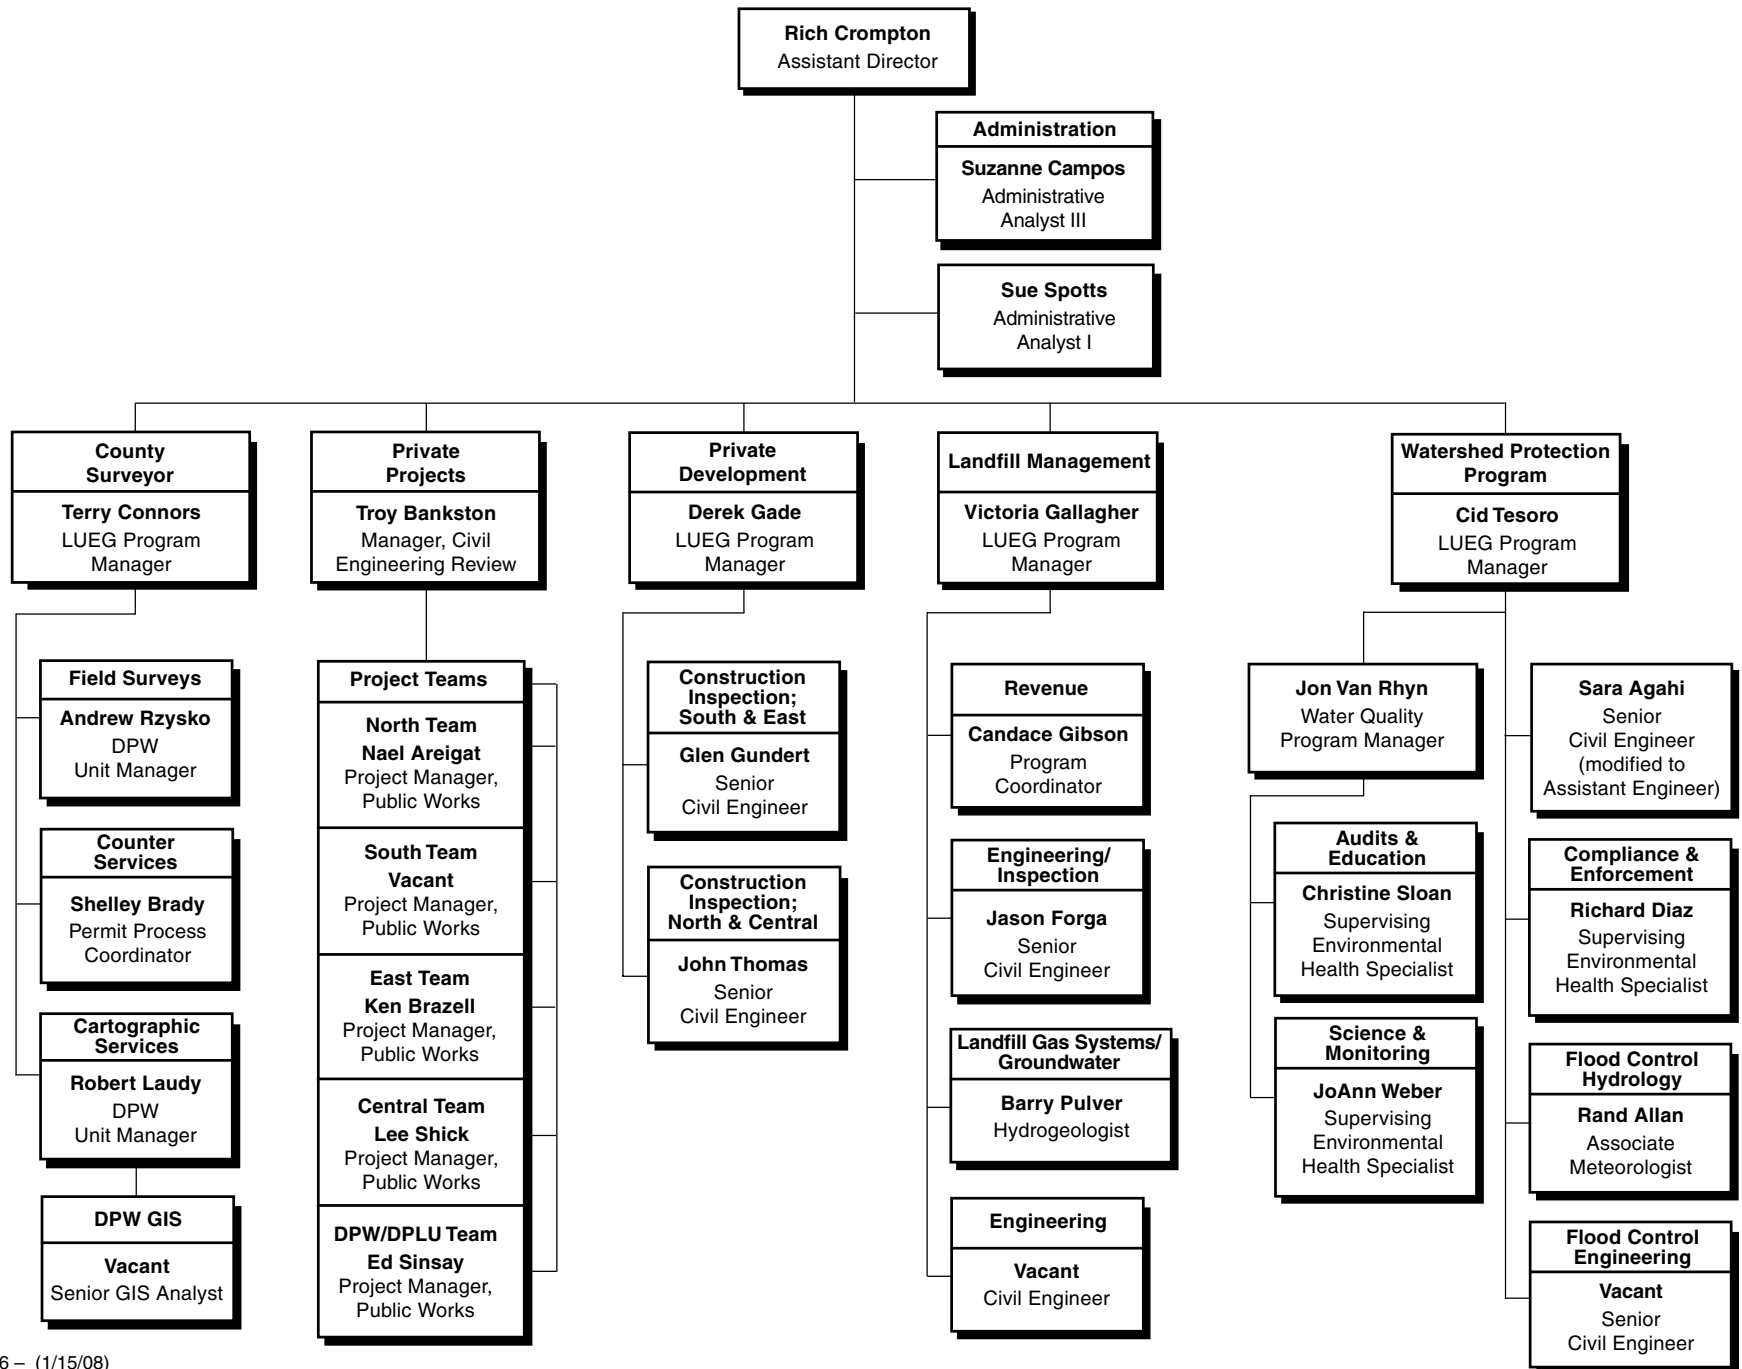 Rich Crompton
Assistant Director
Administration
Suzanne Campos
Administrative
Analyst III
Sue Spotts
Administrative
Analyst I
County
Surveyor
Terry Connors
LUEG Program
Manager
Field Surveys
Andrew Rzysko
DPW
Unit Manager
Counter
Services
Shelley Brady
Permit Process
Coordinator
Cartographic
Services
Robert Laudy
DPW
Unit Manager
DPW GIS
Vacant
Senior GIS Analyst
Private
Projects
Troy Bankston
Manager, Civil
Engineering Review
Project Teams
North Team
Nael Areigat
Project Manager,
Public Works
South Team
Vacant
Project Manager,
Public Works
East Team
Ken Brazell
Project Manager,
Public Works
Central Team
Lee Shick
Project Manager,
Public Works
DPW/DPLU Team
Ed Sinsay
Project Manager,
Public Works
Private
Development
Derek Gade
LUEG Program
Manager
Construction
Inspection;
South & East
Glen Gundert
Senior
Civil Engineer
Construction
Inspection;
North & Central
John Thomas
Senior
Civil Engineer
Landfill Management
Victoria Gallagher
LUEG Program
Manager
Revenue
Candace Gibson
Program
Coordinator
Engineering/
Inspection
Jason Forga
Senior
Civil Engineer
Landfill Gas Systems/
Groundwater
Barry Pulver
Hydrogeologist
Engineering
Vacant
Civil Engineer
Watershed Protection
Program
Cid Tesoro
LUEG Program
Manager
Jon Van Rhyn
Water Quality
Program Manager
Audits &
Education
Christine Sloan
Supervising
Environmental
Health Specialist
Science &
Monitoring
JoAnn Weber
Supervising
Environmental
Health Specialist
Sara Agahi
Senior
Civil Engineer
(modified to
Assistant Engineer)
Compliance &
Enforcement
Richard Diaz
Supervising
Environmental
Health Specialist
Flood Control
Hydrology
Rand Allan
Associate
Meteorologist
Flood Control
Engineering
Vacant
Senior
Civil Engineer
6 – (1/15/08)